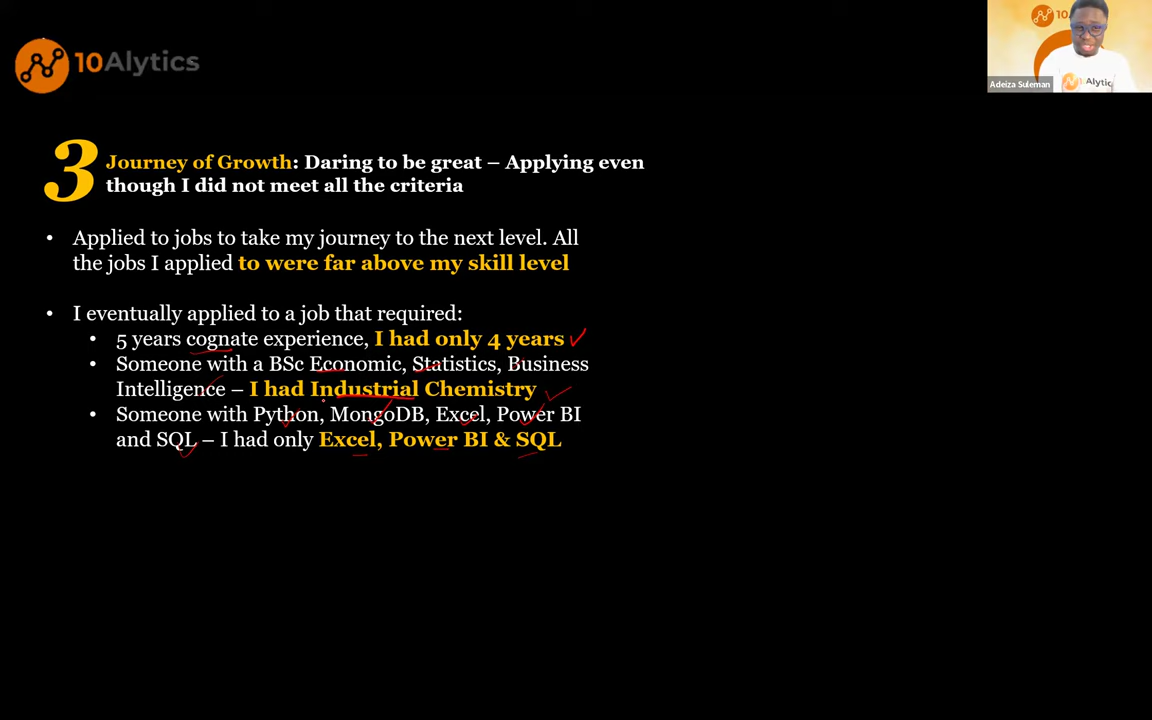 10Alytics
10
Alytic
Adeiza Suleman
3
Journey of Growth: Daring to be great – Applying even
though I did not meet all the criteria
• Applied to jobs to take my journey to the next level. All
the jobs I applied to were far above my skill level
• I eventually applied to a job that required:
• 5 years cognate experience, I had only 4 years
• Someone with a BSc Economic, Statistics, Business
Intelligence – I had Industrial Chemistry
• Someone with Python, MongoDB, Excel, Power BI
and SQL – I had only Excel, Power BI & SQL